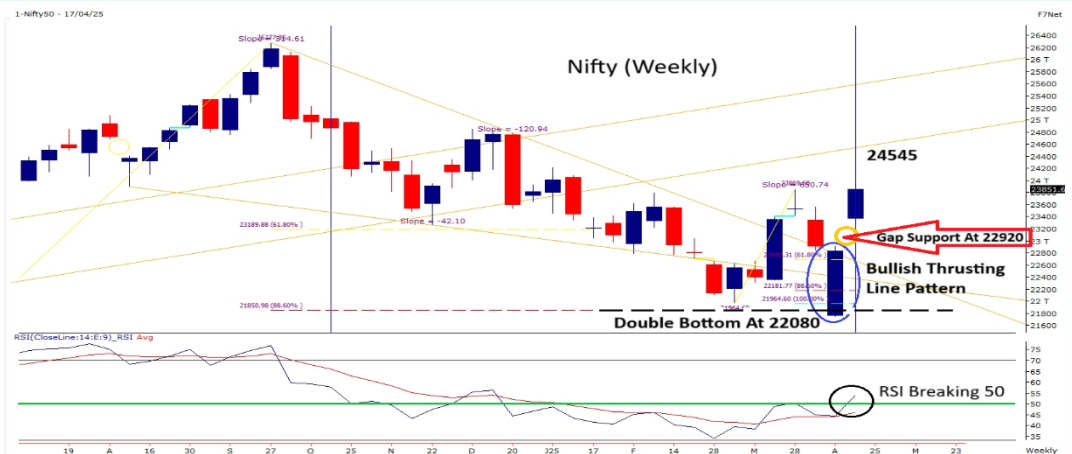 1-Nifty50 - 17/04/25
F7Net
Nifty (Weekly)
Slope = -120.94
Slope = -42.10
23189.88 (61.80% )
21850.98 (88.60% )
24545
23851.6
Gap Support At 22920
Bullish Thrusting
Line Pattern
22181.77 (88.60% )
21964.60 (100.00% )
Double Bottom At 22080
26400
26200
26 T
25800
25600
25400
25200
25 T
24800
24600
24400
24200
24 T
23600
23400
23200
23 T
22800
22600
22400
22200
22 T
21800
21600
RSI(CloseLine:14:E:9)_RSI Avg
RSI Breaking 50
75
70
65
60
55
50
45
40
35
19 A 16 30 S 27 O 25 N 22 D 20 J25 17 F 14 28 M 28 A 25 M 23
Weekly